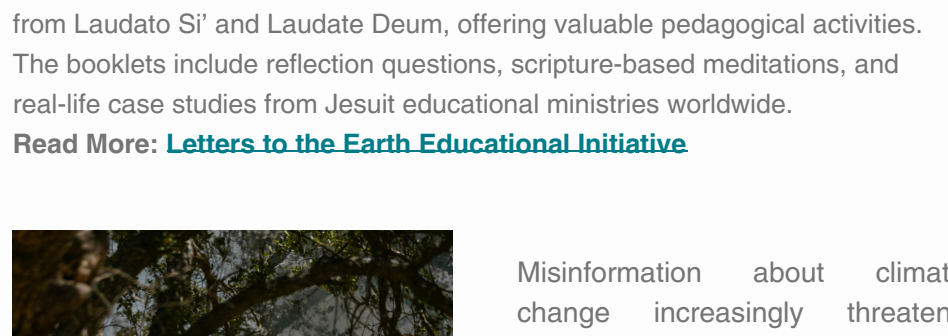 from Laudato Si’ and Laudate Deum, offering valuable pedagogical activities.
The booklets include reflection questions, scripture-based meditations, and
real-life case studies from Jesuit educational ministries worldwide.
Read More: Letters to the Earth Educational Initiative
Misinformation about climat
change increasingly threaten